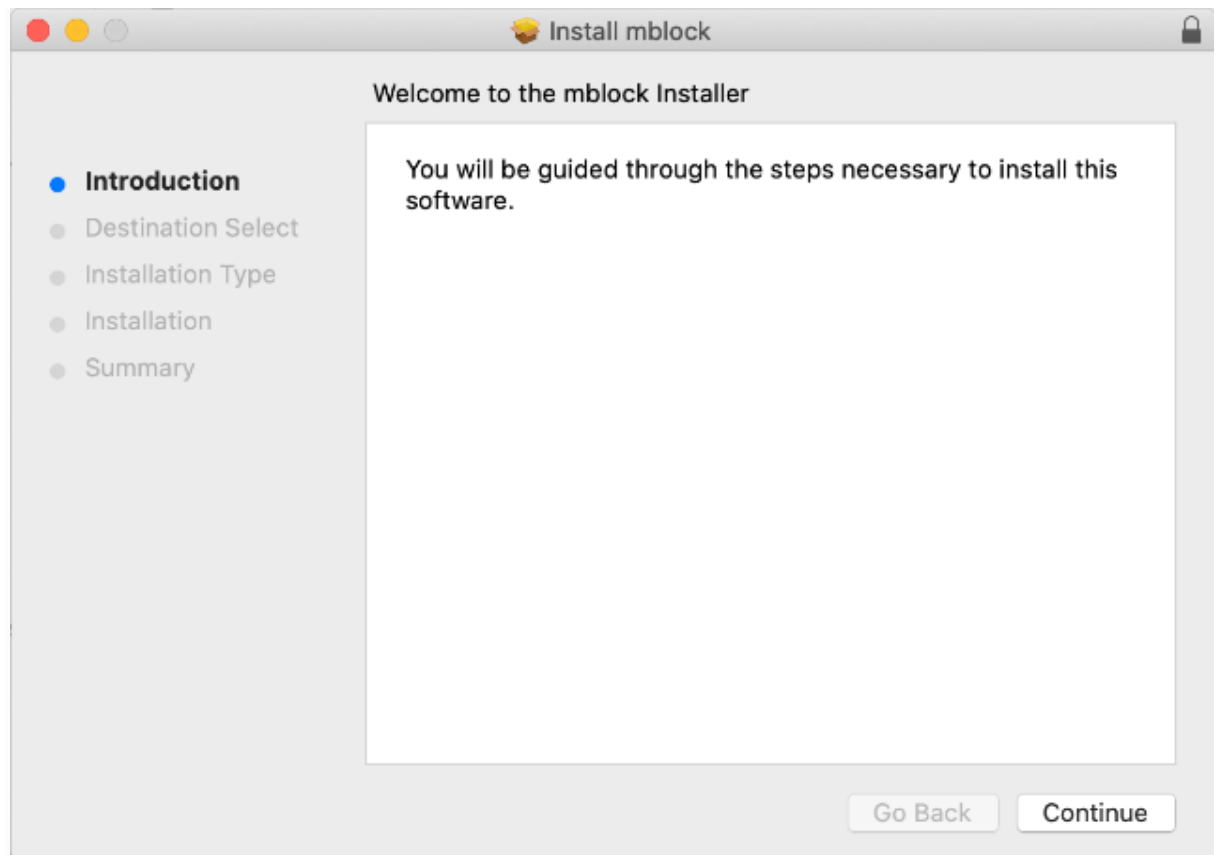 Install mblock
Welcome to the mblock Installer
Introduction
Destination Select
Installation Type
Installation
Summary
You will be guided through the steps necessary to install this
software.
Go Back
Continue